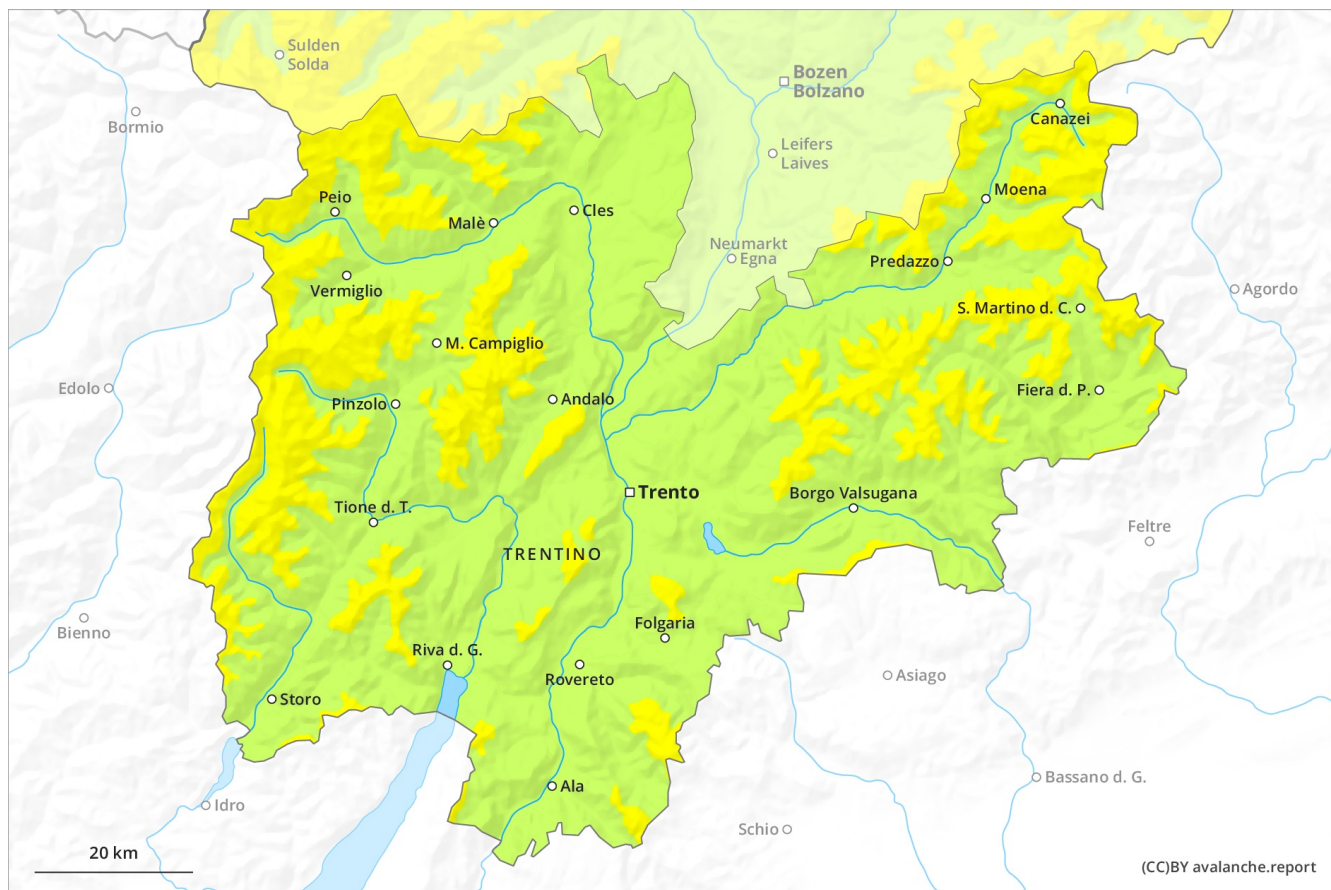 Sulden
Solda
Bozen
Bolzano
Bormio
Canazei
Leifers
Laives
Peio
Moena
Malè
Cles
Neumarkt
Egna
Predazzo
Vermiglio
Agordo
S. Martino d. C.
M. Campiglio
Edolo
Fiera d. P.
Andalo
Pinzolo
Trento
Borgo Valsugana
Tione d. T.
Feltre
TRENTINO
Bienno
Folgaria
Riva d. G.
Rovereto
Asiago
Storo
Bassano d. G.
Ala
Idro
Schio
20 km
(CC)BY avalanche.report